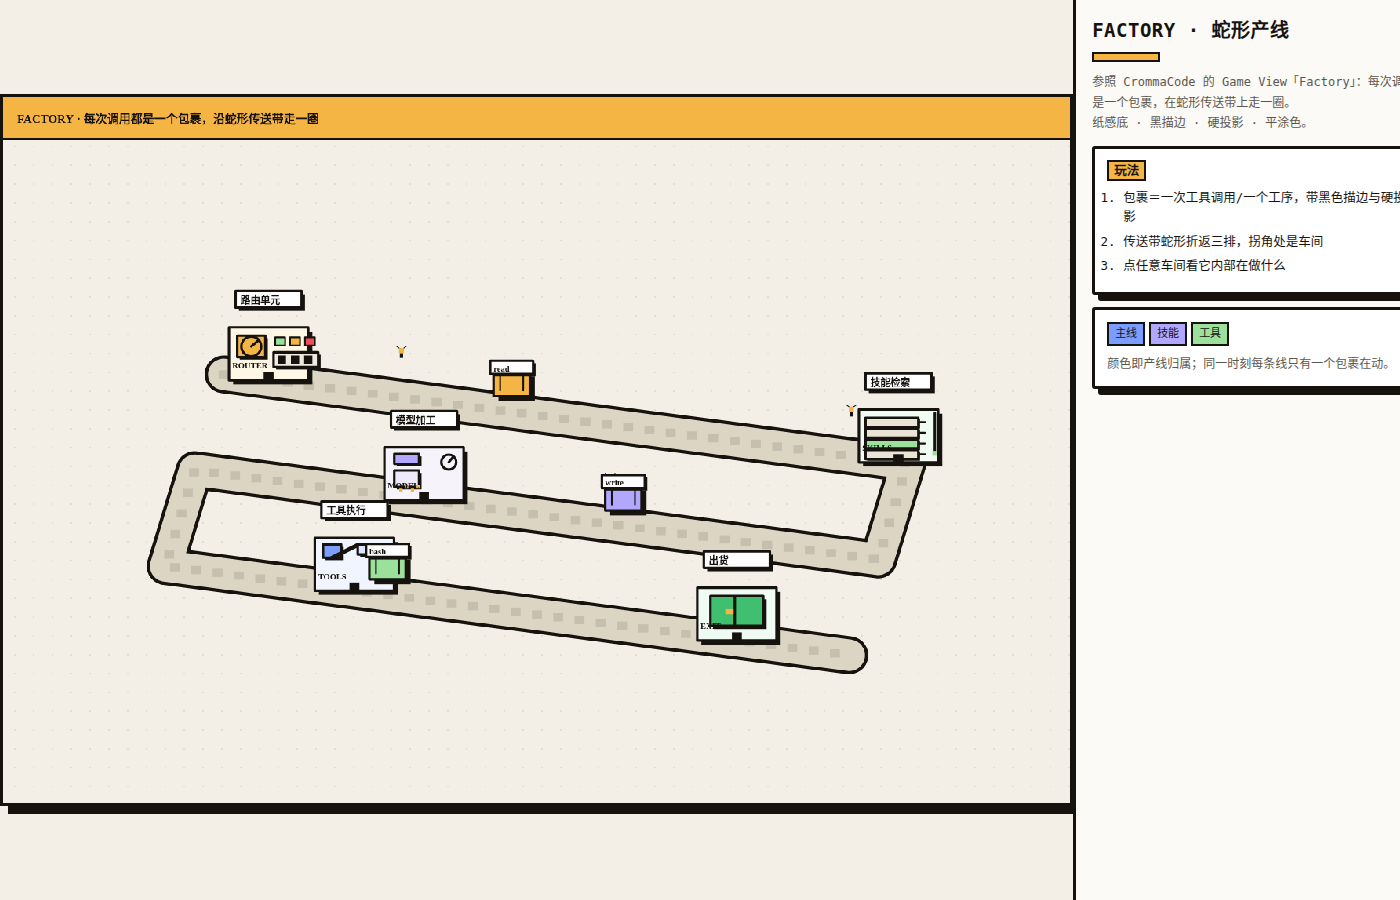 FACTORY · 每次调用都是一个包裹，沿蛇形传送带走一圈
路由单元
ROUTER
read
技能检索
SKILLS
模型加工
MODEL
write
工具执行
TOOLS
bash
出货
EXIT
FACTORY · 蛇形产线
参照 CrommaCode 的 Game View「Factory」：每次调
是一个包裹，在蛇形传送带上走一圈。
纸感底 · 黑描边 · 硬投影 · 平涂色。
玩法
1. 包裹＝一次工具调用/一个工序，带黑色描边与硬投
影
2. 传送带蛇形折返三排，拐角处是车间
3. 点任意车间看它内部在做什么
主线 技能 工具
颜色即产线归属；同一时刻每条线只有一个包裹在动。